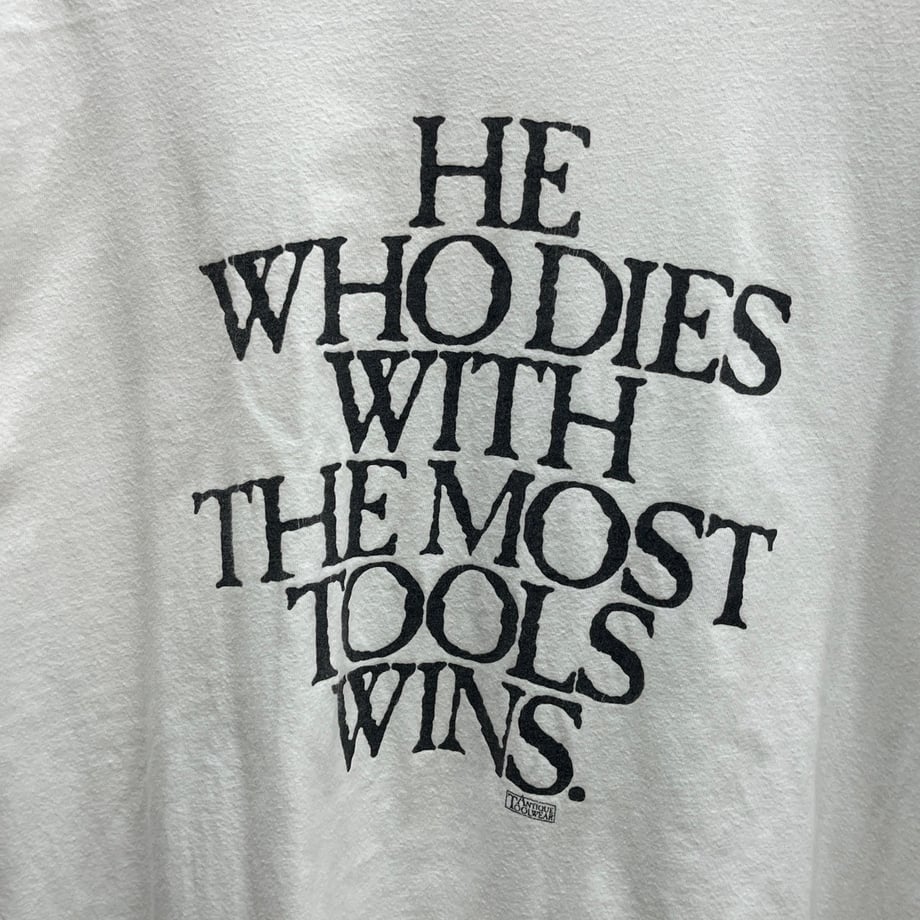 HE
WHO DIES
WITH
THE MOST
TOOLS
WINS.
ANTIQUE
TOOLWEAR